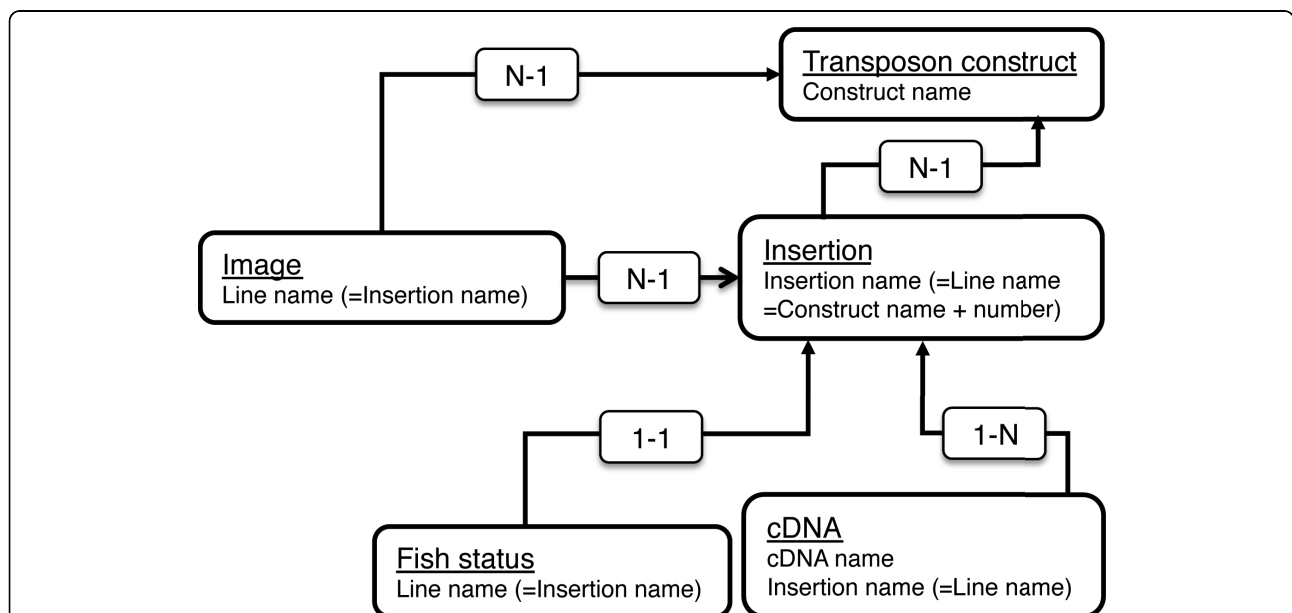 N-1
Transposon construct
Construct name
N-1
Image
Line name (=Insertion name)
N-1
Insertion
Insertion name (=Line name
=Construct name + number)
1-1
1-N
Fish status
Line name (=Insertion name)
cDNA
cDNA name
Insertion name (=Line name)